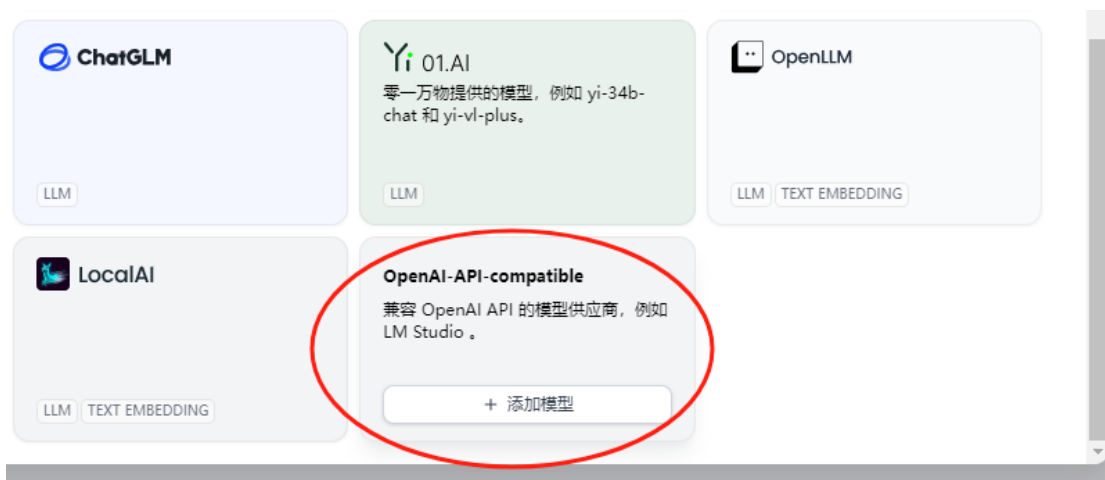 ChatGLM
LLM
Yi 01.AI
零一万物提供的模型，例如 yi-34b-
chat 和 yi-vl-plus。
LLM
OpenLLM
LLM TEXT EMBEDDING
LocalAI
LLM TEXT EMBEDDING
OpenAI-API-compatible
兼容 OpenAI API 的模型供应商，例如
LM Studio 。
+ 添加模型